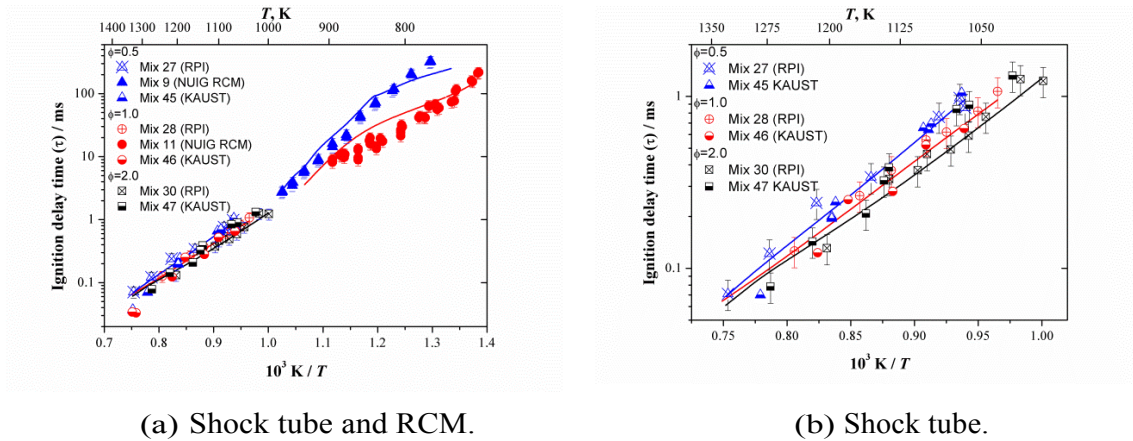 T, K
1400 1300 1200 1100 1000 900 800
ϕ=0.5
Mix 27 (RPI)
Mix 9 (NUIG RCM)
Mix 45 (KAUST)
ϕ=1.0
Mix 28 (RPI)
Mix 11 (NUIG RCM)
Mix 46 (KAUST)
ϕ=2.0
Mix 30 (RPI)
Mix 47 (KAUST)
Ignition delay time (τ) / ms
100
10
1
0.1
0.7 0.8 0.9 1.0 1.1 1.2 1.3 1.4
10³ K / T
(a) Shock tube and RCM.
T, K
1350 1275 1200 1125 1050
ϕ=0.5
Mix 27 (RPI)
Mix 45 KAUST
ϕ=1.0
Mix 28 (RPI)
Mix 46 (KAUST)
ϕ=2.0
Mix 30 (RPI)
Mix 47 KAUST
Ignition delay time (τ) / ms
1
0.1
0.75 0.80 0.85 0.90 0.95 1.00
10³ K / T
(b) Shock tube.